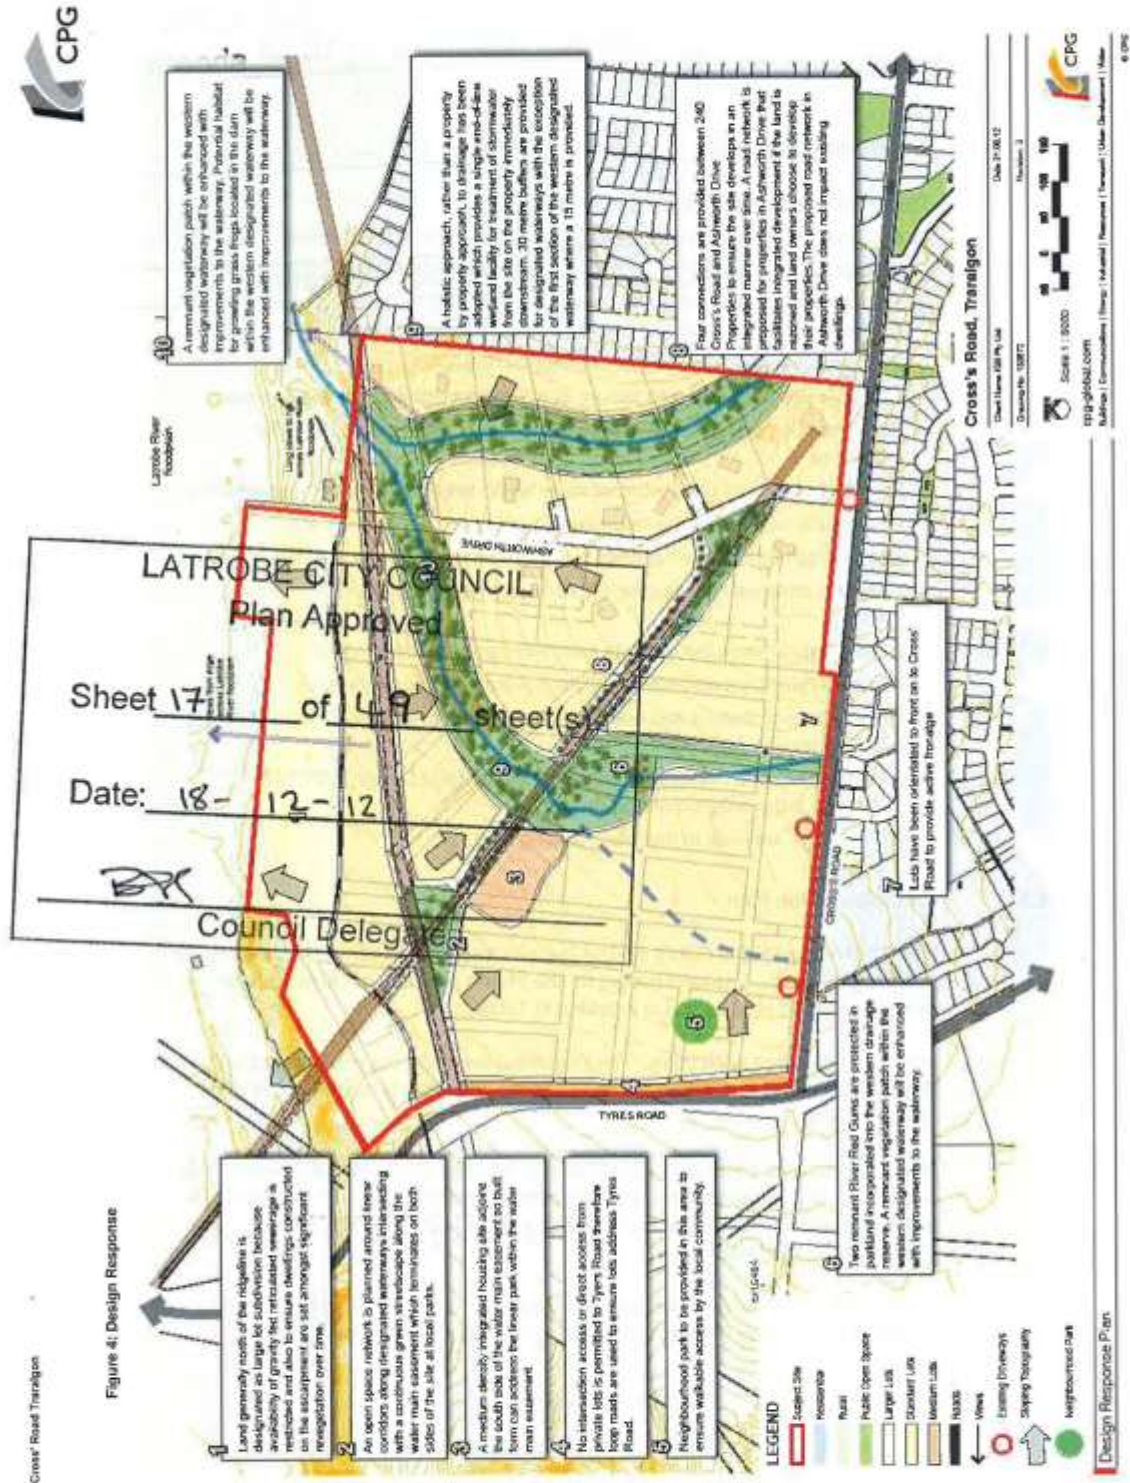 Cross' Road Traralgon
CPG
Figure 4: Design Response
1
Land generally north of the ridgeline is
designated as large lot subdivision because
availability of gravity fed reticulated sewerage is
restricted and also to ensure dwellings constructed
on the escarpment are set amongst significant
revegetation over time.
2
An open space network is planned around linear
corridors along designated waterways intersecting
with a continuous green streetscape along the
water main easement which terminates on both
sides of the site at local parks.
3
A medium density integrated housing site adjoins
the south side of the water main easement so built
form can address the linear park within the water
main easement
4
No intersection access or direct access from
private lots is permitted to Tyers Road therefore
loop roads are used to ensure lots address Tyres
Road.
5
Neighbourhood park to be provided in this area to
ensure walkable access by the local community.
6
Two remnant River Red Gums are protected in
parkland incorporated into the western drainage
reserve. A remnant vegetation patch within the
western designated waterway will be enhanced
with improvements to the waterway.
7
Lots have been orientated to front on to Cross'
Road to provide active frontage
8
Four connections are provided between 240
Cross's Road and Ashworth Drive
Properties to ensure the site develops in an
integrated manner over time. A road network is
proposed for properties in Ashworth Drive that
facilitates integrated development if the land is
rezoned and land owners choose to develop
their properties. The proposed road network in
Ashworth Drive does not impact existing
dwellings.
9
A holistic approach, rather than a property
by property approach, to drainage has been
adopted which provides a single end-of-line
wetland facility for treatment of stormwater
from the site on the property immediately
downstream. 30 metre buffers are provided
for designated waterways with the exception
of the first section of the western designated
waterway where a 15 metre is provided.
10
A remnant vegetation patch within the western
designated waterway will be enhanced with
improvements to the waterway. Potential habitat
for growling grass frogs located in the dam
within the western designated waterway will be
enhanced with improvements to the waterway.
Latrobe River
floodplain
LATROBE CITY COUNCIL
Plan Approved
Sheet 17 of 149 sheet(s)
Date: 18-12-12
Council Delegate
ASHWORTH DRIVE
TYRES ROAD
CROSS'S ROAD
2
3
4
5
6
7
8
9
LEGEND
Subject Site
Residential
Rural
Public Open Space
Larger Lots
Standard Lots
Medium Lots
Roads
Views
Existing Driveways
Sloping Topography
Neighbourhood Park
Design Response Plan
Cross's Road, Traralgon
Scale 1 : 5000
CPG
cpg-global.com
© CPG